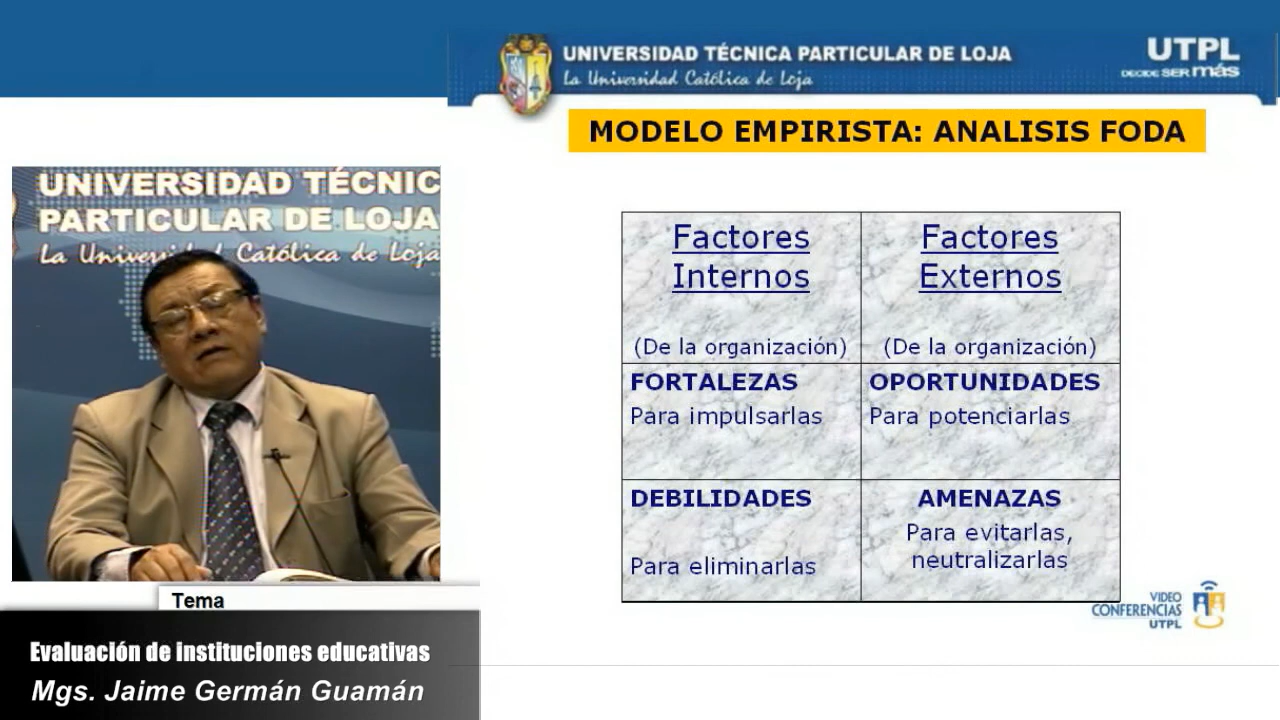 UNIVERSIDAD TÉCNICA PARTICULAR DE LOJA
La Universidad Católica de Loja
UTPL
DECIDE SER más
MODELO EMPIRISTA: ANALISIS FODA
UNIVERSIDAD TÉCNIC
PARTICULAR DE LOJA
La Univers d Católica de Loja
Factores
Internos
(De la organización)
Factores
Externos
(De la organización)
FORTALEZAS
Para impulsarlas
OPORTUNIDADES
Para potenciarlas
DEBILIDADES
Para eliminarlas
AMENAZAS
Para evitarlas,
neutralizarlas
VIDEO
CONFERENCIAS
UTPL
Tema
Evaluación de instituciones educativas
Mgs. Jaime Germán Guamán